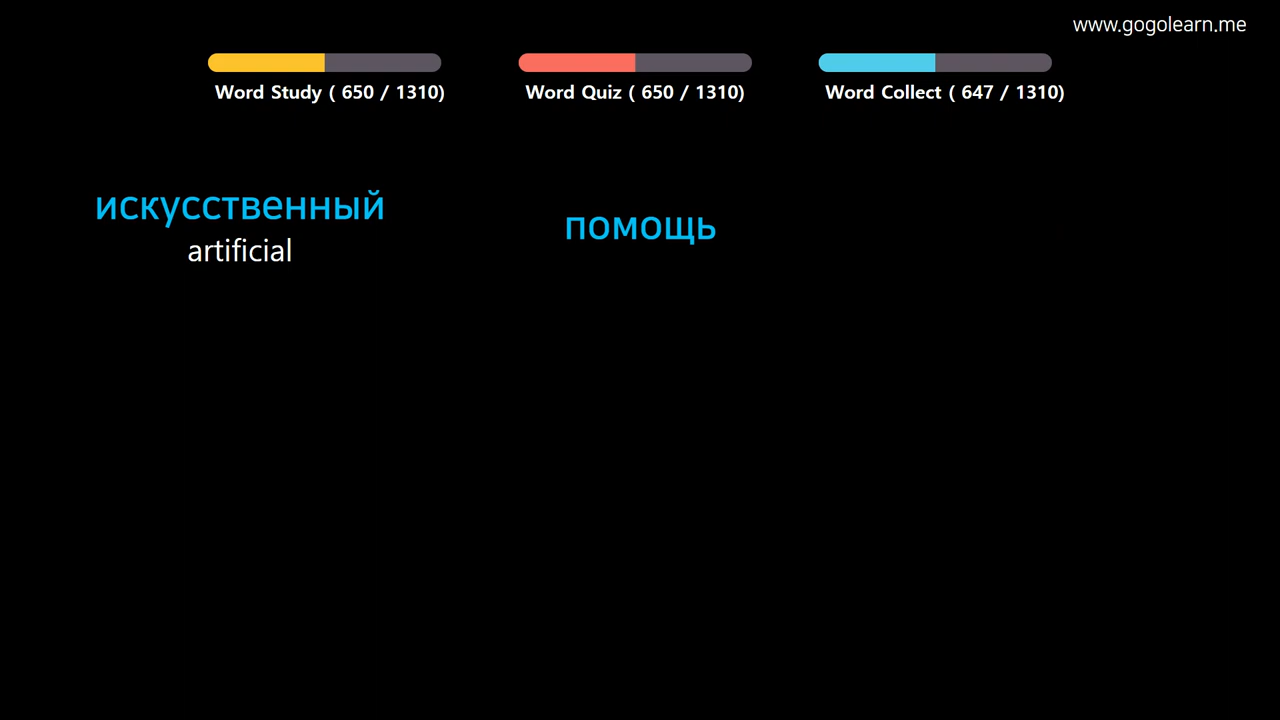 www.gogolearn.me
Word Study ( 650 / 1310)
Word Quiz ( 650 / 1310)
Word Collect ( 647 / 1310)
искусственный
artificial
помощь